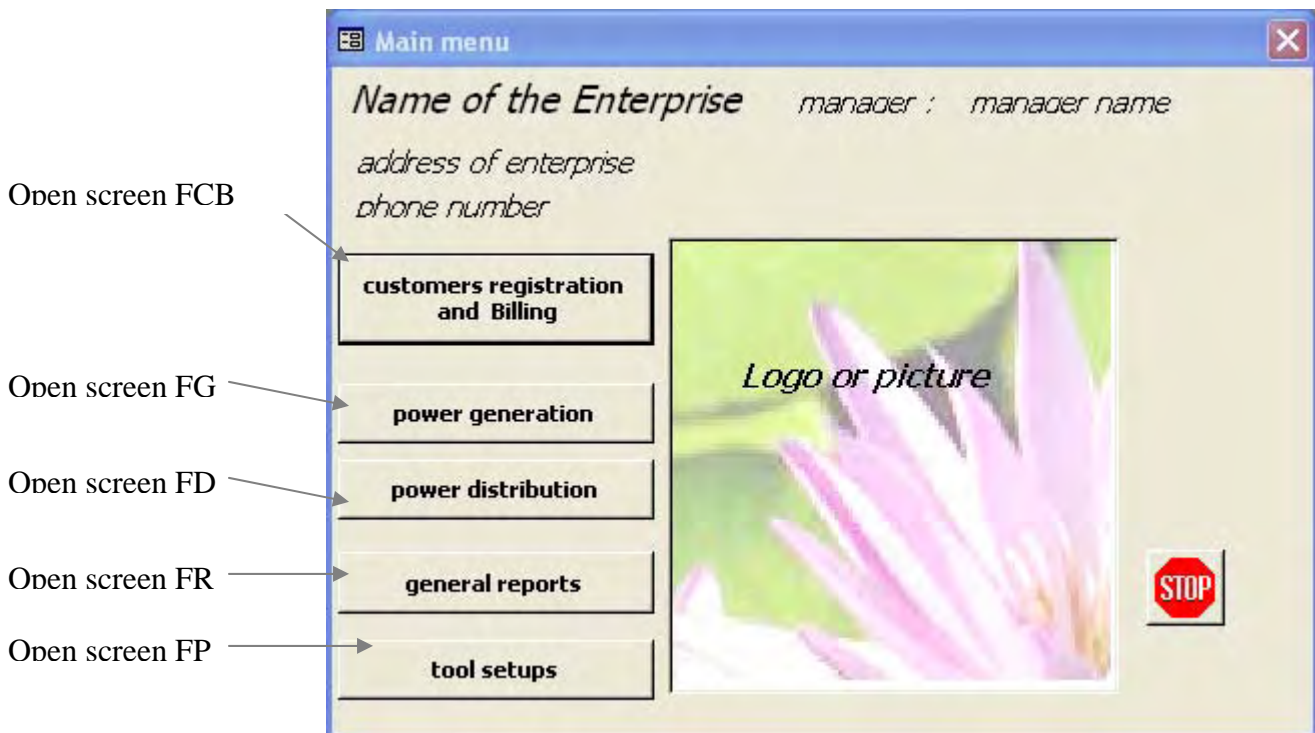 Main menu
Name of the Enterprise manager : manager name
address of enterprise
phone number
Open screen FCB
customers registration
and Billing
Logo or picture
Open screen FG
power generation
Open screen FD
power distribution
Open screen FR
general reports
STOP
Open screen FP
tool setups